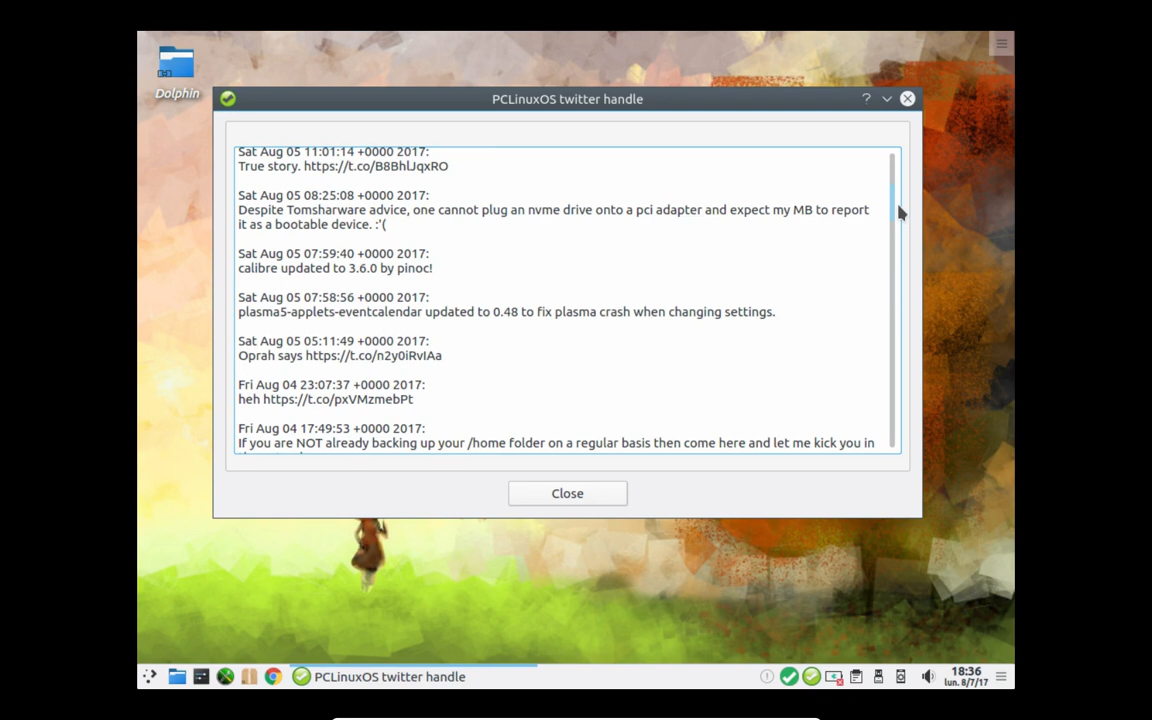 Dolphin
PCLinuxOS twitter handle
Sat Aug 05 11:01:14 +0000 2017:
True story. https://t.co/B8BhlJqxRO
Sat Aug 05 08:25:08 +0000 2017:
Despite Tomsharware advice, one cannot plug an nvme drive onto a pci adapter and expect my MB to report
it as a bootable device. :'(
Sat Aug 05 07:59:40 +0000 2017:
calibre updated to 3.6.0 by pinoc!
Sat Aug 05 07:58:56 +0000 2017:
plasma5-applets-eventcalendar updated to 0.48 to fix plasma crash when changing settings.
Sat Aug 05 05:11:49 +0000 2017:
Oprah says https://t.co/n2y0iRvIAa
Fri Aug 04 23:07:37 +0000 2017:
heh https://t.co/pxVMzmebPt
Fri Aug 04 17:49:53 +0000 2017:
If you are NOT already backing up your /home folder on a regular basis then come here and let me kick you in
Close
PCLinuxOS twitter handle
18:36
lun. 8/7/17